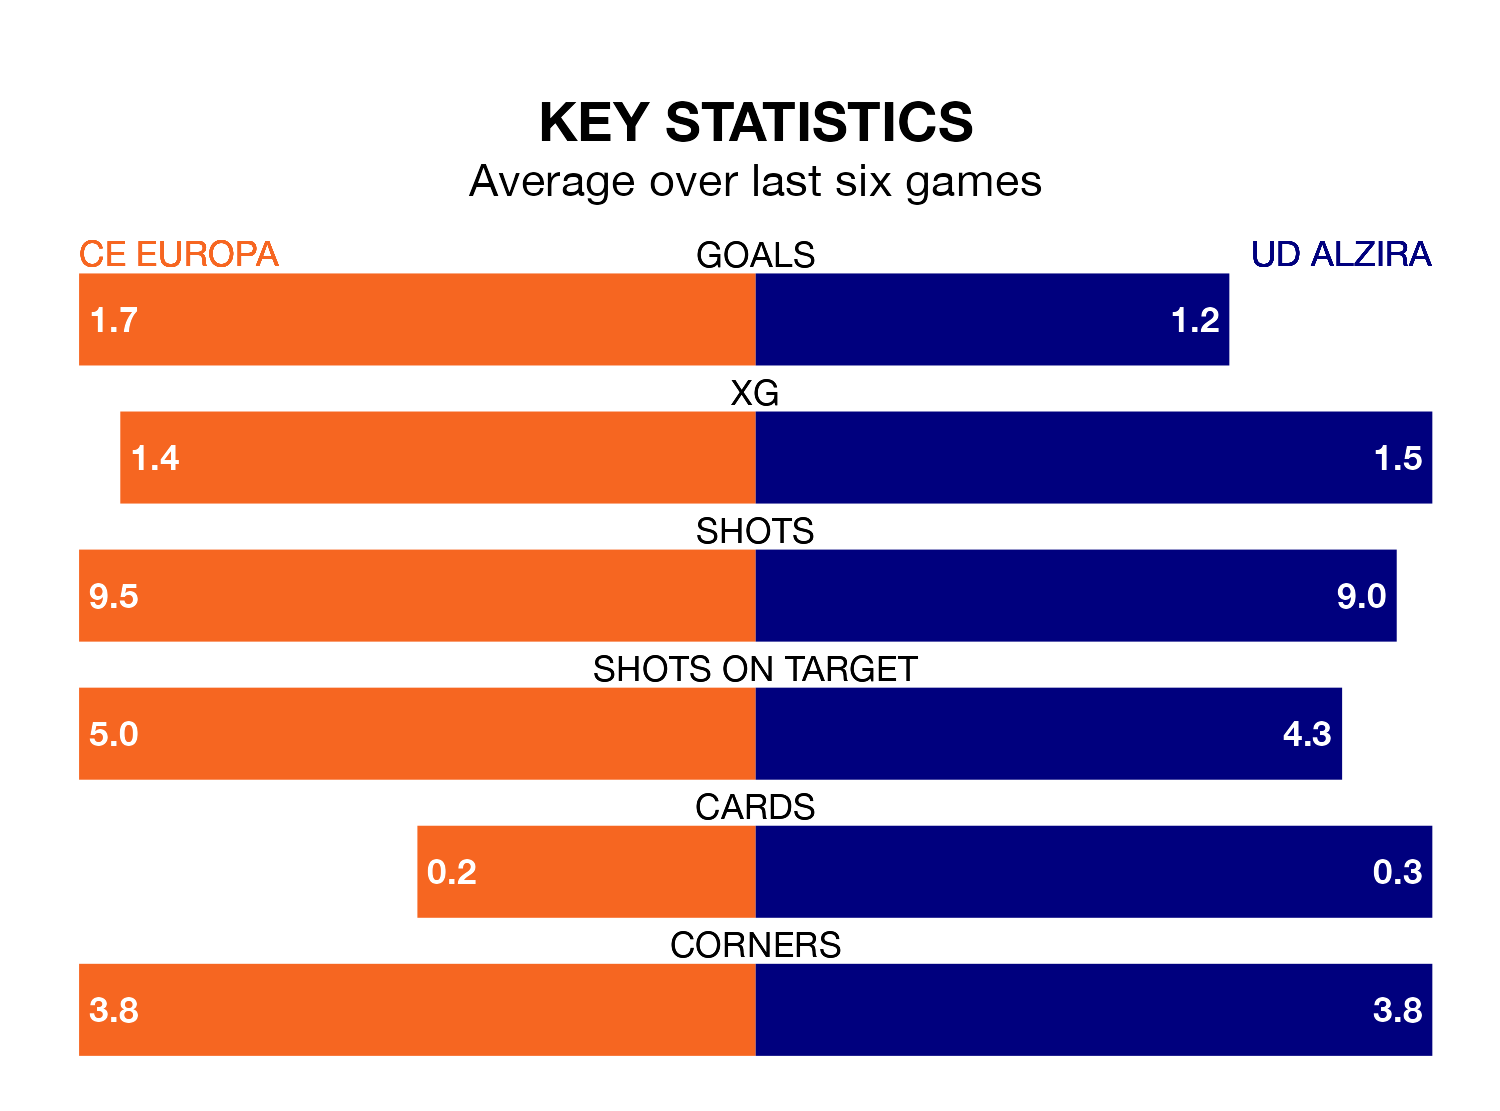 KEY STATISTICS
Average over last six games
CE EUROPA GOALS UD ALZIRA
1.7 1.2
XG
1.4 1.5
SHOTS
9.5 9.0
SHOTS ON TARGET
5.0 4.3
CARDS
0.2 0.3
CORNERS
3.8 3.8